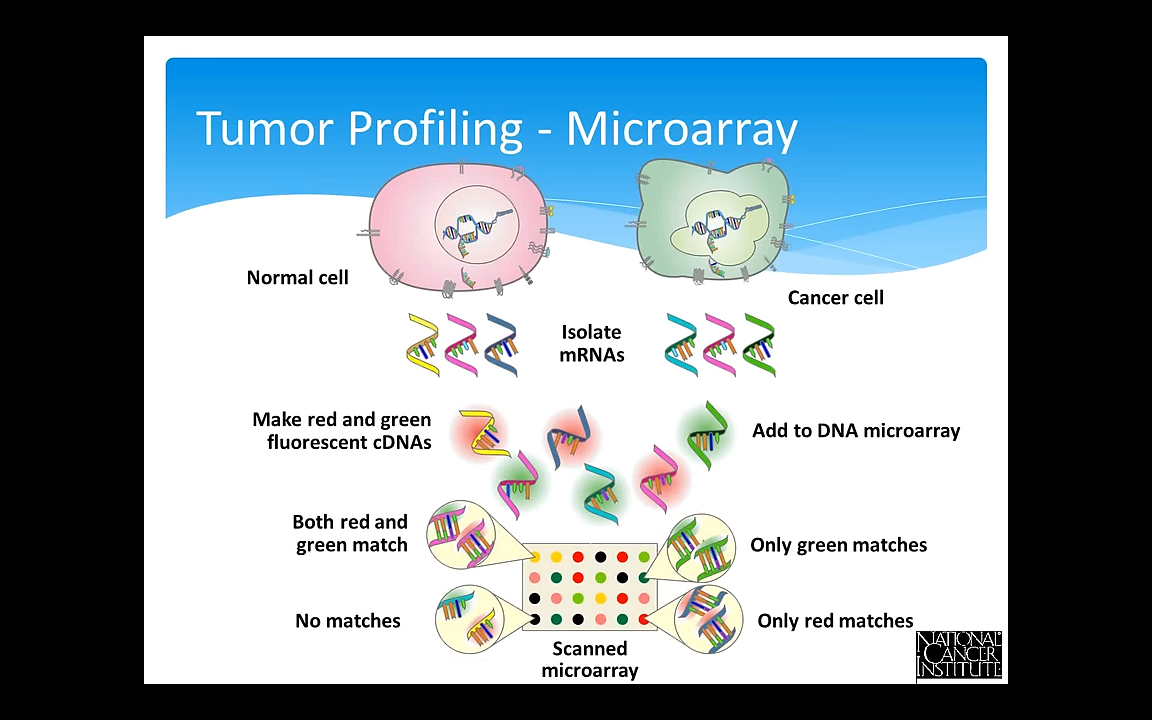 Tumor Profiling - Microarray
Normal cell
Cancer cell
Isolate
mRNAs
Make red and green
fluorescent cDNAs
Add to DNA microarray
Both red and
green match
Only green matches
No matches
Only red matches
Scanned
microarray
NATIONAL
CANCER
INSTITUTE